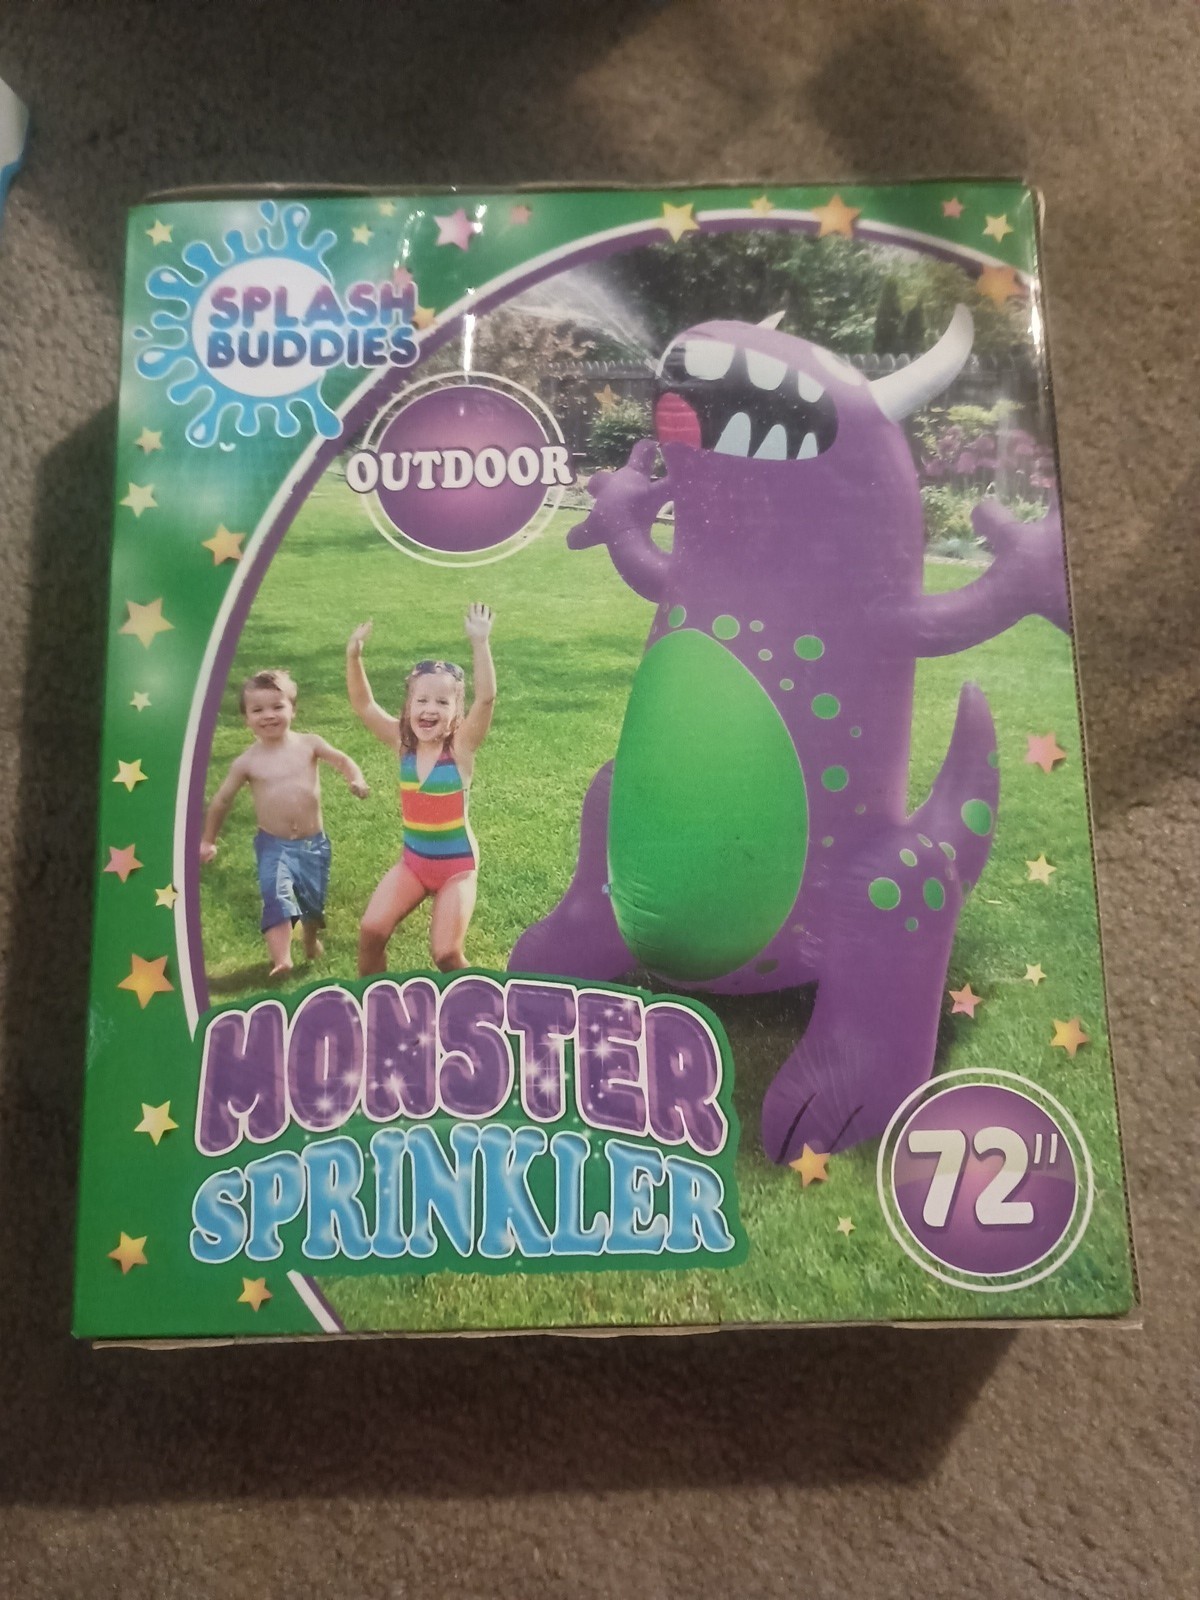 SPLASH
BUDDIES
OUTDOOR
MONSTER
SPRINKLER
72"